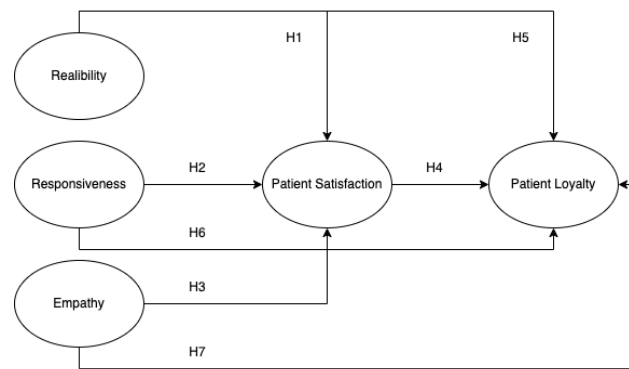 H1
H5
Realibility
Responsiveness
H2
Patient Satisfaction
H4
Patient Loyalty
H6
Empathy
H3
H7